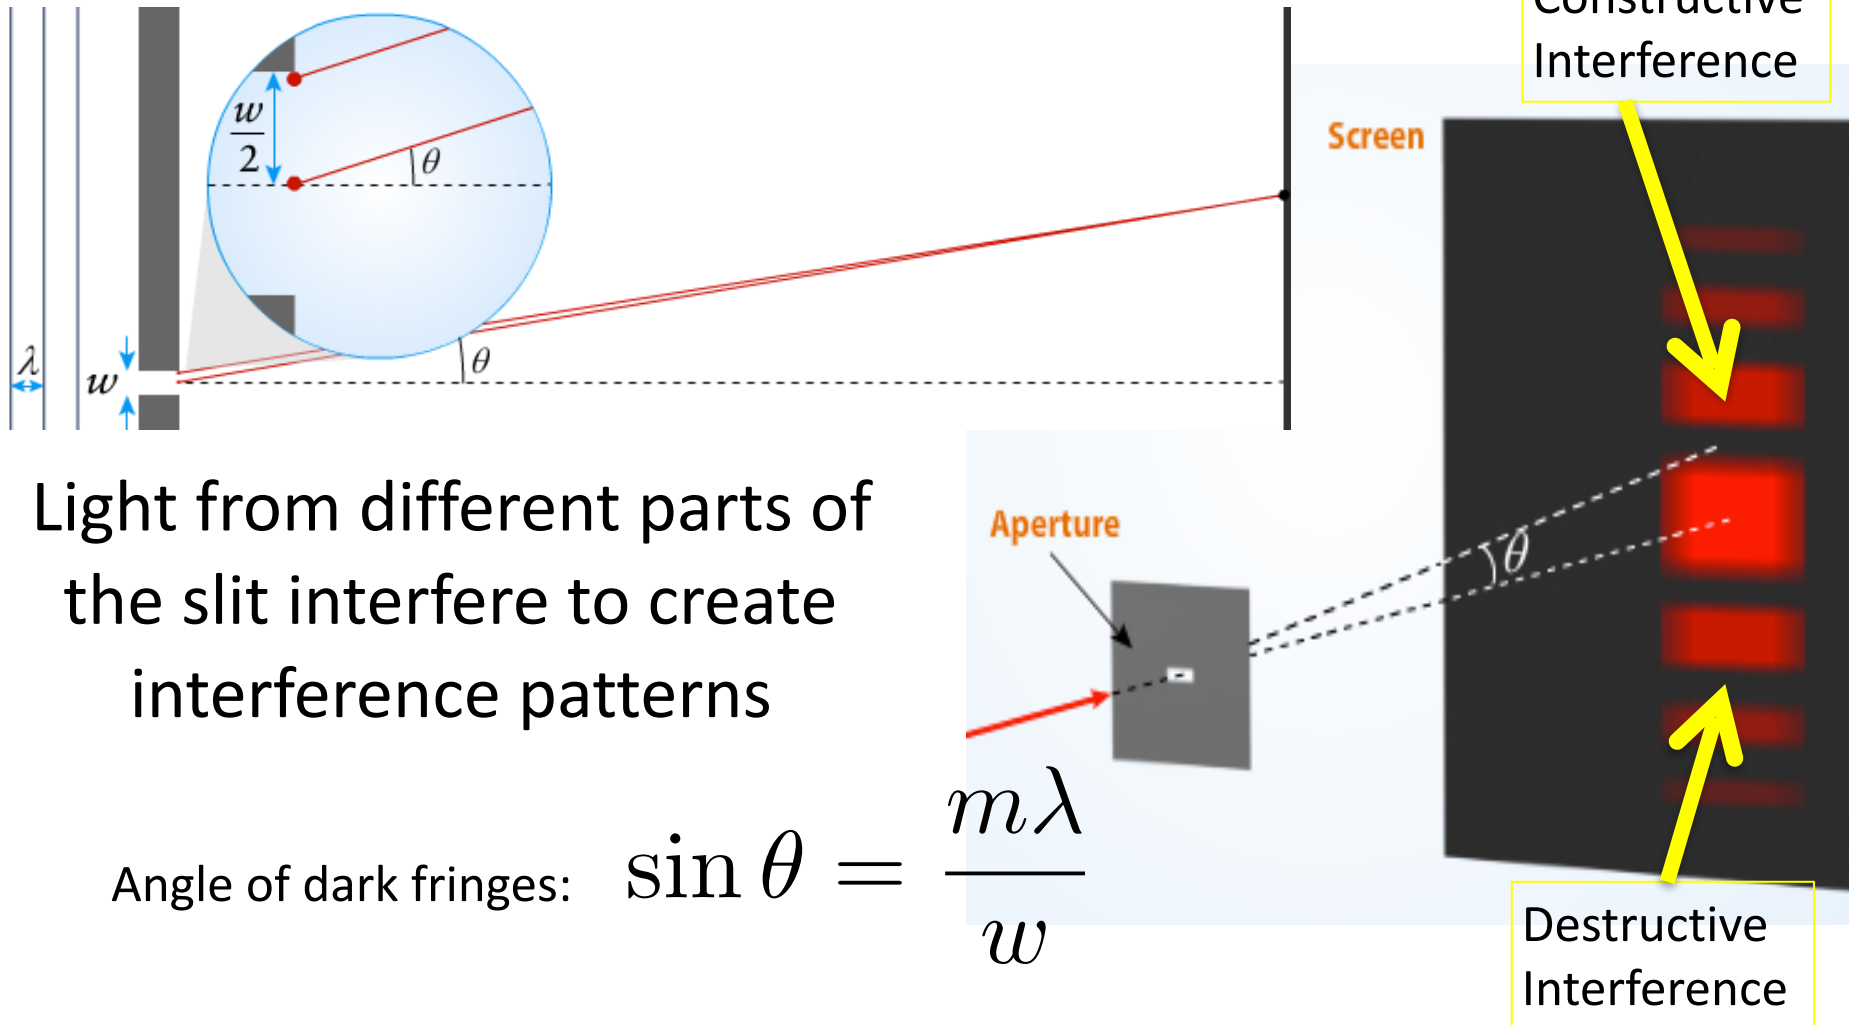 Constructive
Interference
Screen
w
2
θ
λ
w
θ
Aperture
θ
Light from different parts of
the slit interfere to create
interference patterns
Angle of dark fringes: sin θ = mλ / w
Destructive
Interference